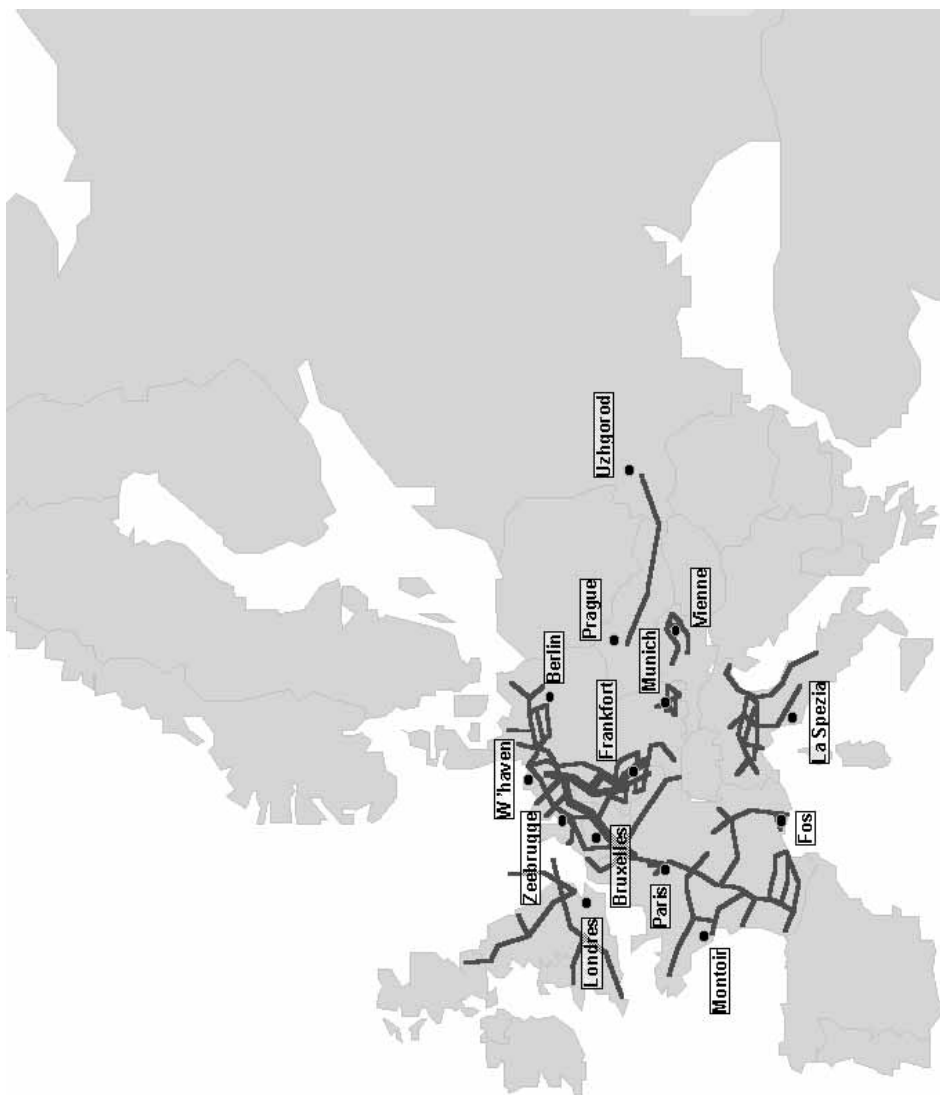 Uzhgorod
Prague
Vienne
Berlin
Munich
Frankfort
La Spezia
W'haven
Zeebrugge
Bruxelles
Fos
Paris
Londres
Montoir